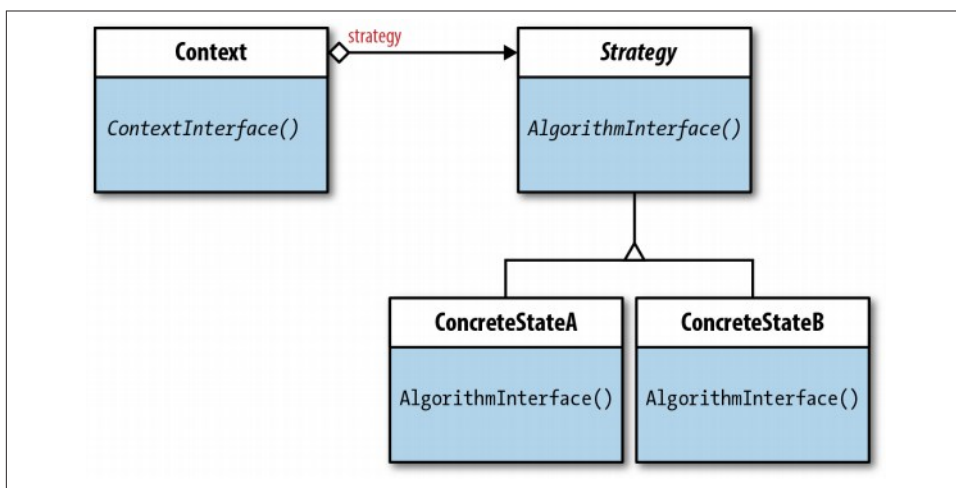 Context
strategy
Strategy
ContextInterface()
AlgorithmInterface()
ConcreteStateA
ConcreteStateB
AlgorithmInterface()
AlgorithmInterface()